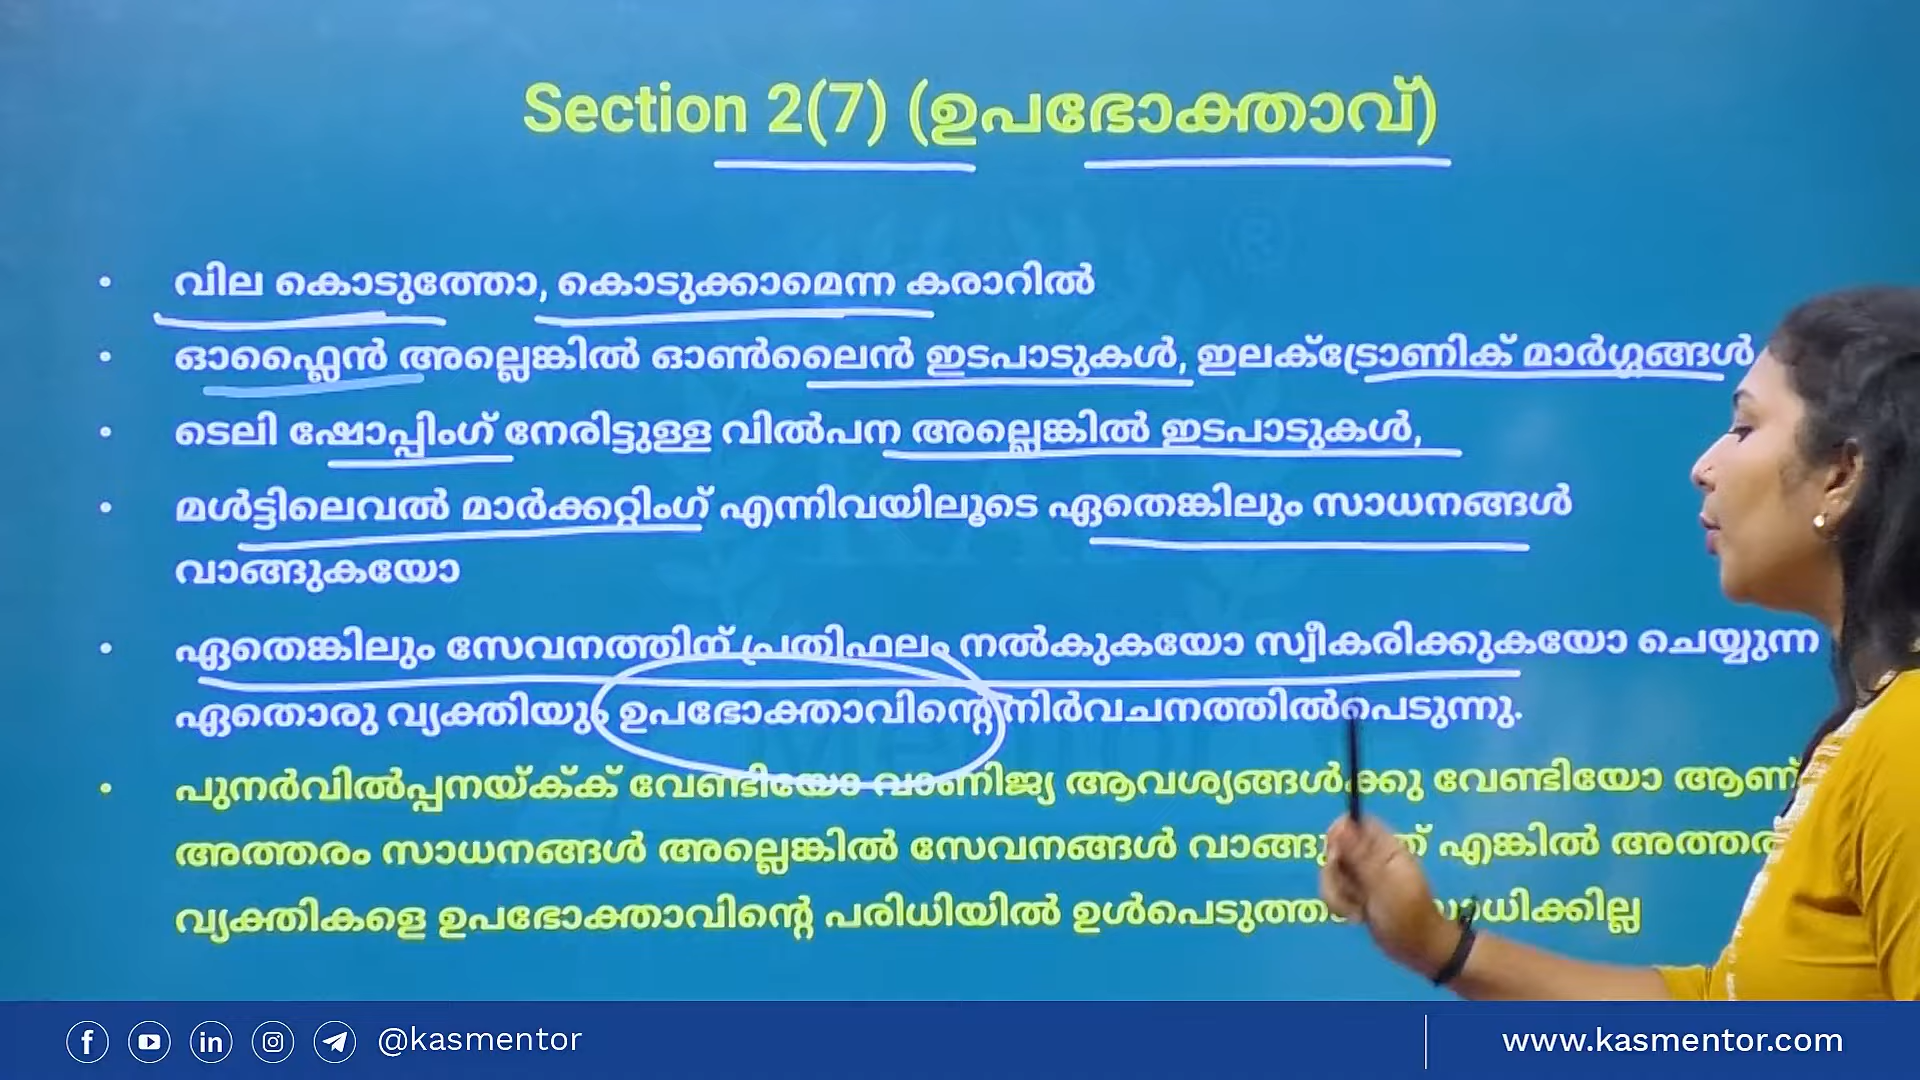 Section 2(7) (ഉപഭോക്താവ്)
• വില കൊടുത്തോ, കൊടുക്കാമെന്ന കരാറിൽ
• ഓഫ്ലൈൻ അല്ലെങ്കിൽ ഓൺലൈൻ ഇടപാടുകൾ, ഇലക്ട്രോണിക് മാർഗ്ഗങ്ങൾ
• ടെലി ഷോപ്പിംഗ് നേരിട്ടുള്ള വിൽപന അല്ലെങ്കിൽ ഇടപാടുകൾ,
• മൾട്ടിലെവൽ മാർക്കറ്റിംഗ് എന്നിവയിലൂടെ ഏതെങ്കിലും സാധനങ്ങൾ
വാങ്ങുകയോ
• ഏതെങ്കിലും സേവനത്തിന് പ്രതിഫലം നൽകുകയോ സ്വീകരിക്കുകയോ ചെയ്യുന്ന
ഏതൊരു വ്യക്തിയും ഉപഭോക്താവിന്റെ നിർവചനത്തിൽപെടുന്നു.
• പുനർവിൽപ്പനയ്ക്ക് വേണ്ടിയോ വാണിജ്യ ആവശ്യങ്ങൾക്കു വേണ്ടിയോ ആണ്
അത്തരം സാധനങ്ങൾ അല്ലെങ്കിൽ സേവനങ്ങൾ എങ്കിൽ
വ്യക്തികളെ ഉപഭോക്താവിന്റെ പരിധിയിൽ
@kasmentor
www.kasmentor.com